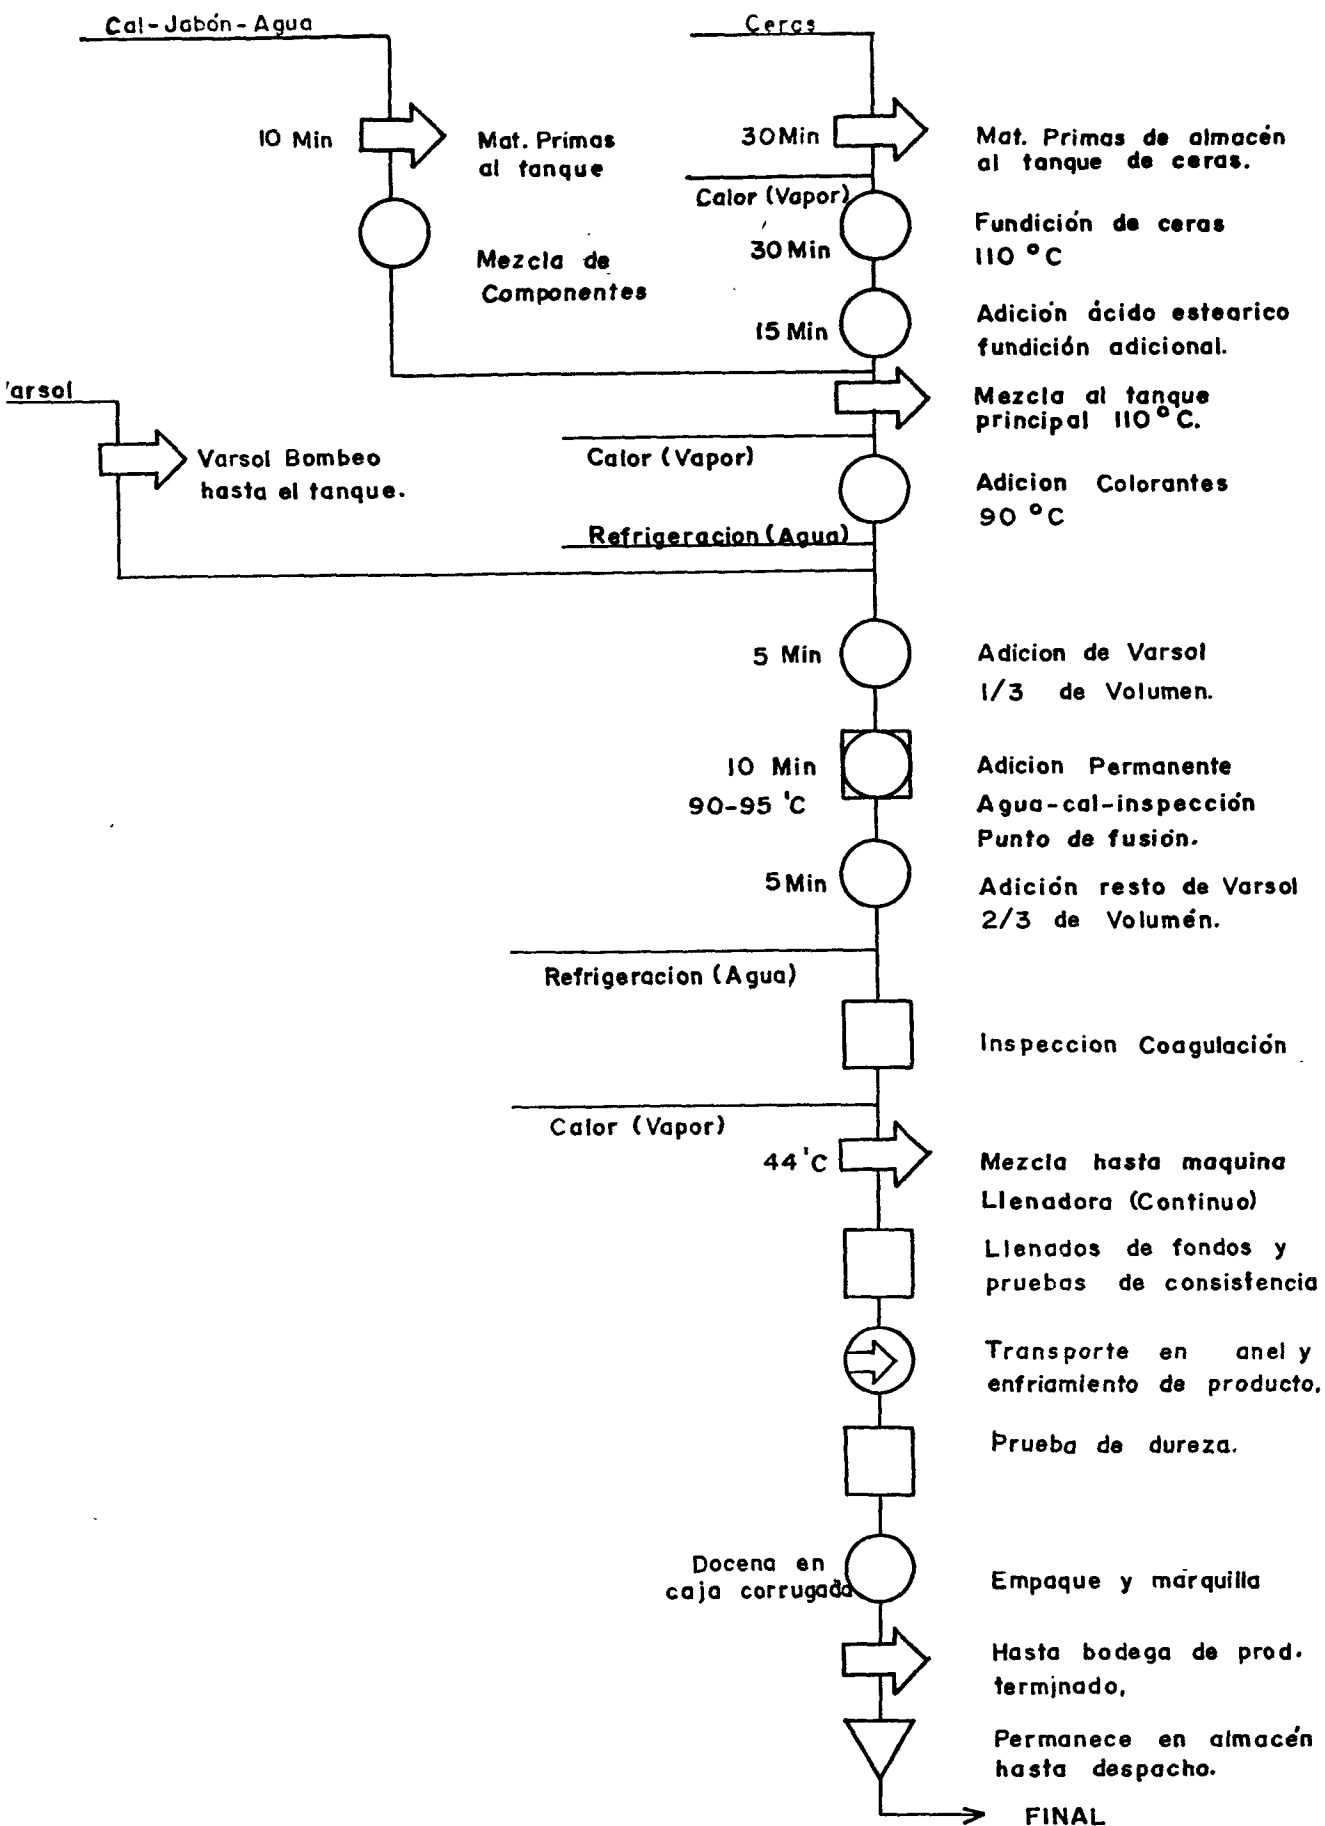 Cal-Jabón-Agua
Ceras
10 Min
Mat. Primas
al tanque
30 Min
Mat. Primas de almacén
al tanque de ceras.
Calor (Vapor)
30 Min
Fundición de ceras
110 °C
Mezcla de
Componentes
15 Min
Adición ácido estearico
fundición adicional.
arsol
Mezcla al tanque
principal 110°C.
Varsol Bombeo
hasta el tanque.
Calor (Vapor)
Adicion Colorantes
90 °C
Refrigeracion (Agua)
5 Min
Adicion de Varsol
1/3 de Volumen.
10 Min
90-95 'C
Adicion Permanente
Agua-cal-inspección
Punto de fusión.
5 Min
Adición resto de Varsol
2/3 de Volumén.
Refrigeracion (Agua)
Inspeccion Coagulación
Calor (Vapor)
44'C
Mezcla hasta maquina
Llenadora (Continuo)
Llenados de fondos y
pruebas de consistencia
Transporte en anel y
enfriamiento de producto.
Prueba de dureza.
Docena en
caja corrugada
Empaque y marquilla
Hasta bodega de prod.
terminado,
Permanece en almacén
hasta despacho.
FINAL